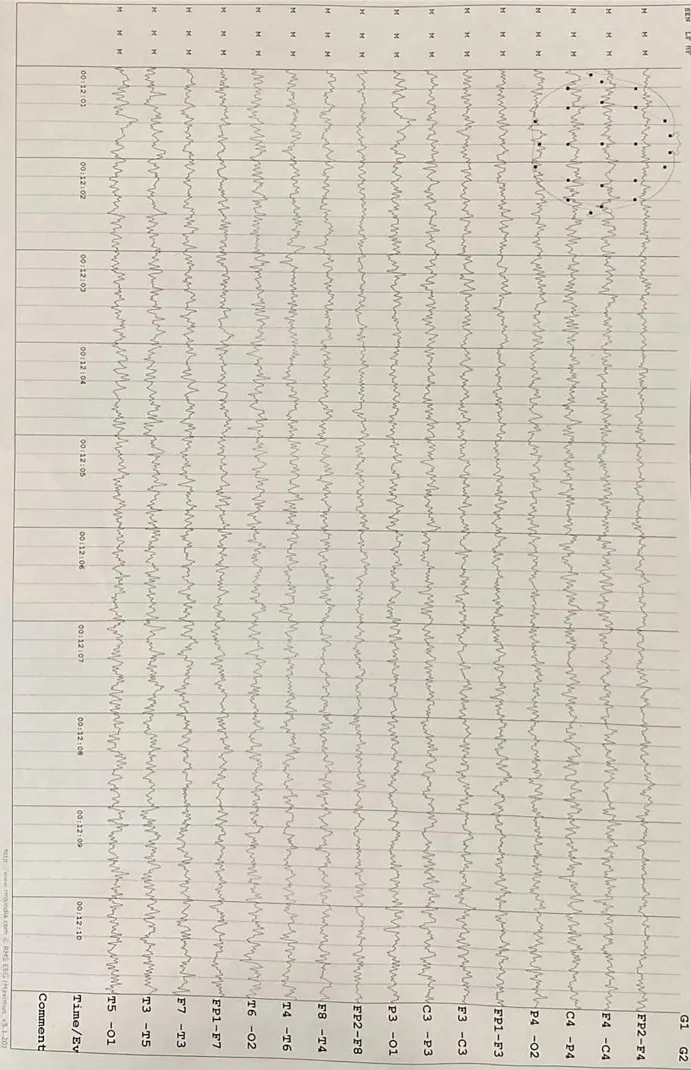 SEN LF HF G1 G2
M M M FP2-F4
M M M F4 -C4
M M M C4 -P4
M M M P4 -O2
M M M FP1-F3
M M M F3 -C3
M M M C3 -P3
M M M P3 -O1
M M M FP2-F8
M M M F8 -T4
M M M T4 -T6
M M M T6 -O2
M M M FP1-F7
M M M F7 -T3
M M M T3 -T5
M M M T5 -O1
00:12:01 00:12:02 00:12:03 00:12:04 00:12:05 00:12:06 00:12:07 00:12:08 00:12:09 00:12:10 Time/Ev
Comment
http://www.rmsindia.com © RMS EEG (Maximus, v5.1.20)